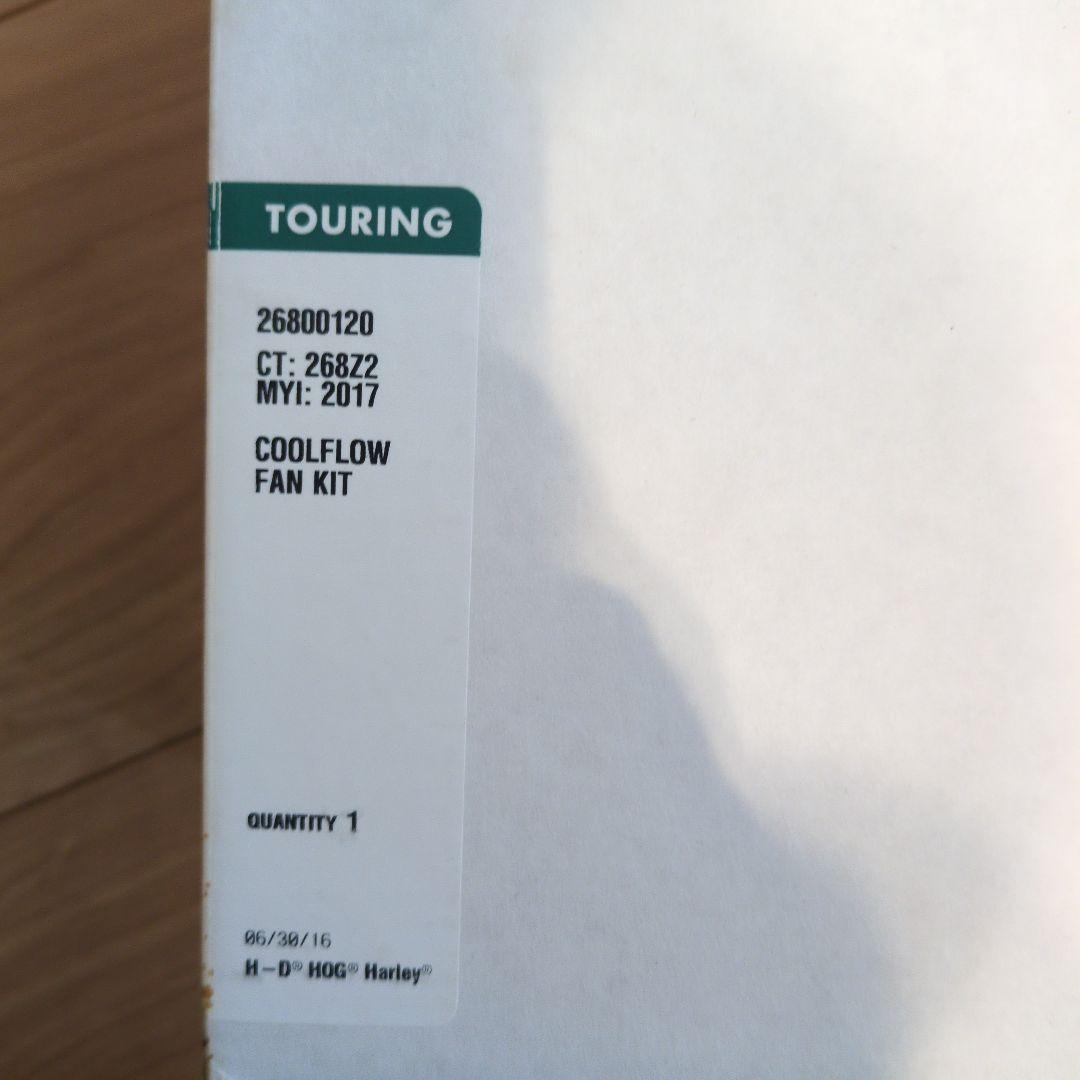 TOURING
26800120
CT: 268Z2
MYI: 2017
COOLFLOW
FAN KIT
QUANTITY 1
06/30/16
H-D® HOG® Harley®